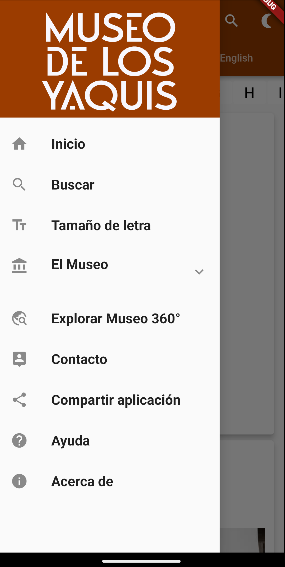 MUSEO
DE LOS
YAQUIS
English
H I
Inicio
Buscar
Tamaño de letra
El Museo
Explorar Museo 360°
Contacto
Compartir aplicación
Ayuda
Acerca de